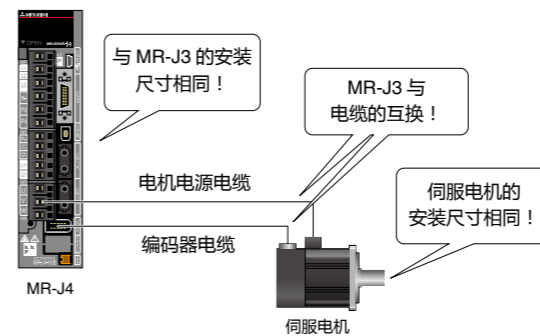 MITSUBISHI
OPEN
与 MR-J3 的安装
尺寸相同！
MR-J3 与
电缆的互换！
电机电源电缆
伺服电机的
安装尺寸相同！
编码器电缆
MR-J4
伺服电机